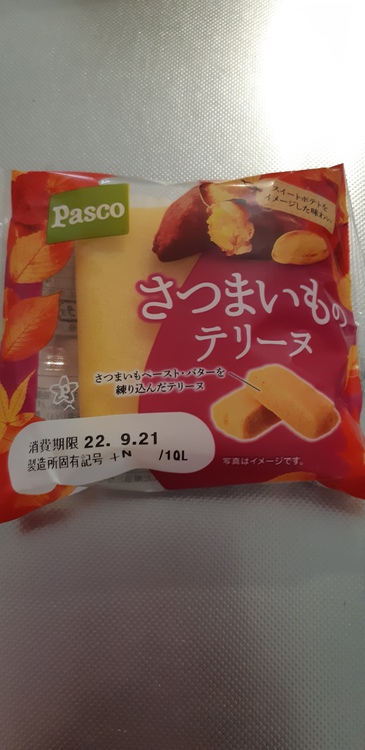 Pasco
スイートポテトを
イメージした味わい
さつまいもの
テリーヌ
さつまいもペースト・バターを
練り込んだテリーヌ
消費期限 22. 9.21
製造所固有記号 +N /10L
写真はイメージです。